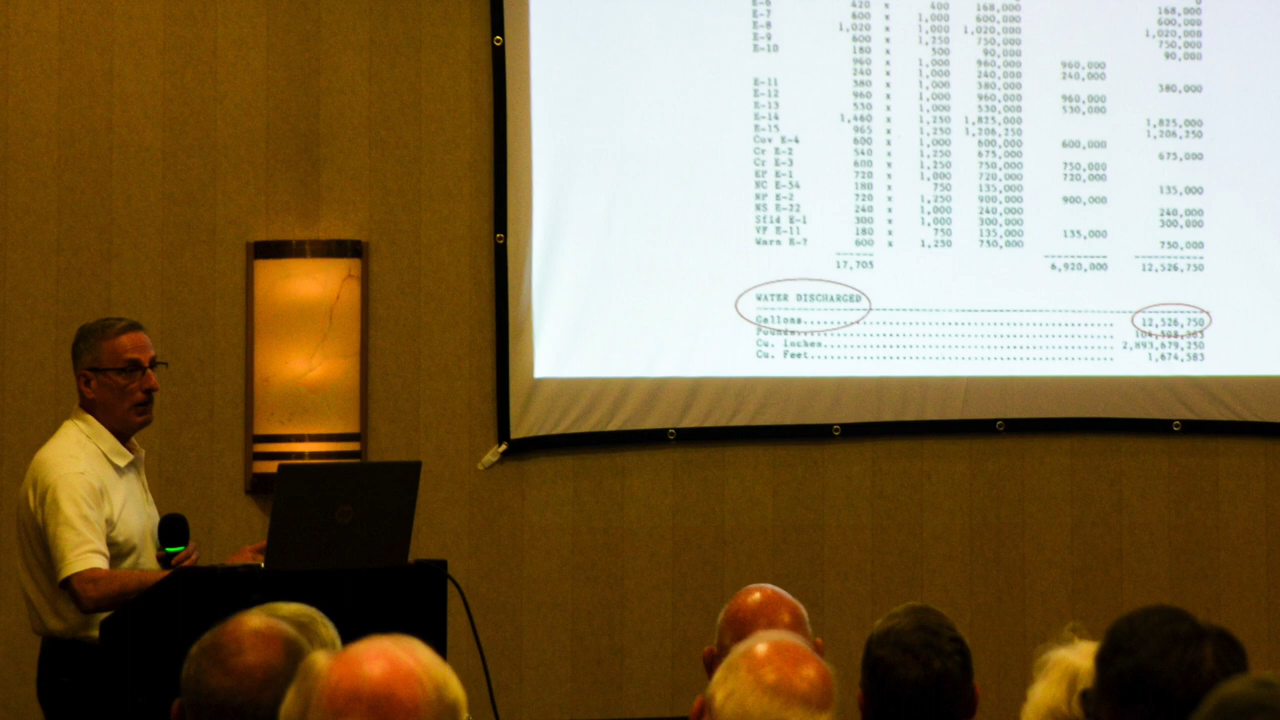 E-6 420 x 400 168,000 168,000
E-7 600 x 1,000 600,000 600,000
E-8 1,020 x 1,000 1,020,000 1,020,000
E-9 600 x 1,250 750,000 750,000
E-10 180 x 500 90,000 90,000
960 x 1,000 960,000 960,000
240 x 1,000 240,000 240,000
E-11 380 x 1,000 380,000 380,000
E-12 960 x 1,000 960,000 960,000
E-13 530 x 1,000 530,000 530,000
E-14 1,460 x 1,250 1,825,000 1,825,000
E-15 965 x 1,250 1,206,250 1,206,250
Cov E-4 600 x 1,000 600,000 600,000
Cr E-2 540 x 1,250 675,000 675,000
Cr E-3 600 x 1,250 750,000 750,000
EP E-1 720 x 1,000 720,000 720,000
NC E-54 180 x 750 135,000 135,000
NP E-2 720 x 1,250 900,000 900,000
WS E-22 240 x 1,000 240,000 240,000
Sfld E-1 300 x 1,000 300,000 300,000
VF E-11 180 x 750 135,000 135,000
Warn E-7 600 x 1,250 750,000 750,000
17,705 6,920,000 12,526,750
WATER DISCHARGED
Gallons 12,526,750
Pounds
Cu. Inches 2,893,679,250
Cu. Feet 1,674,583